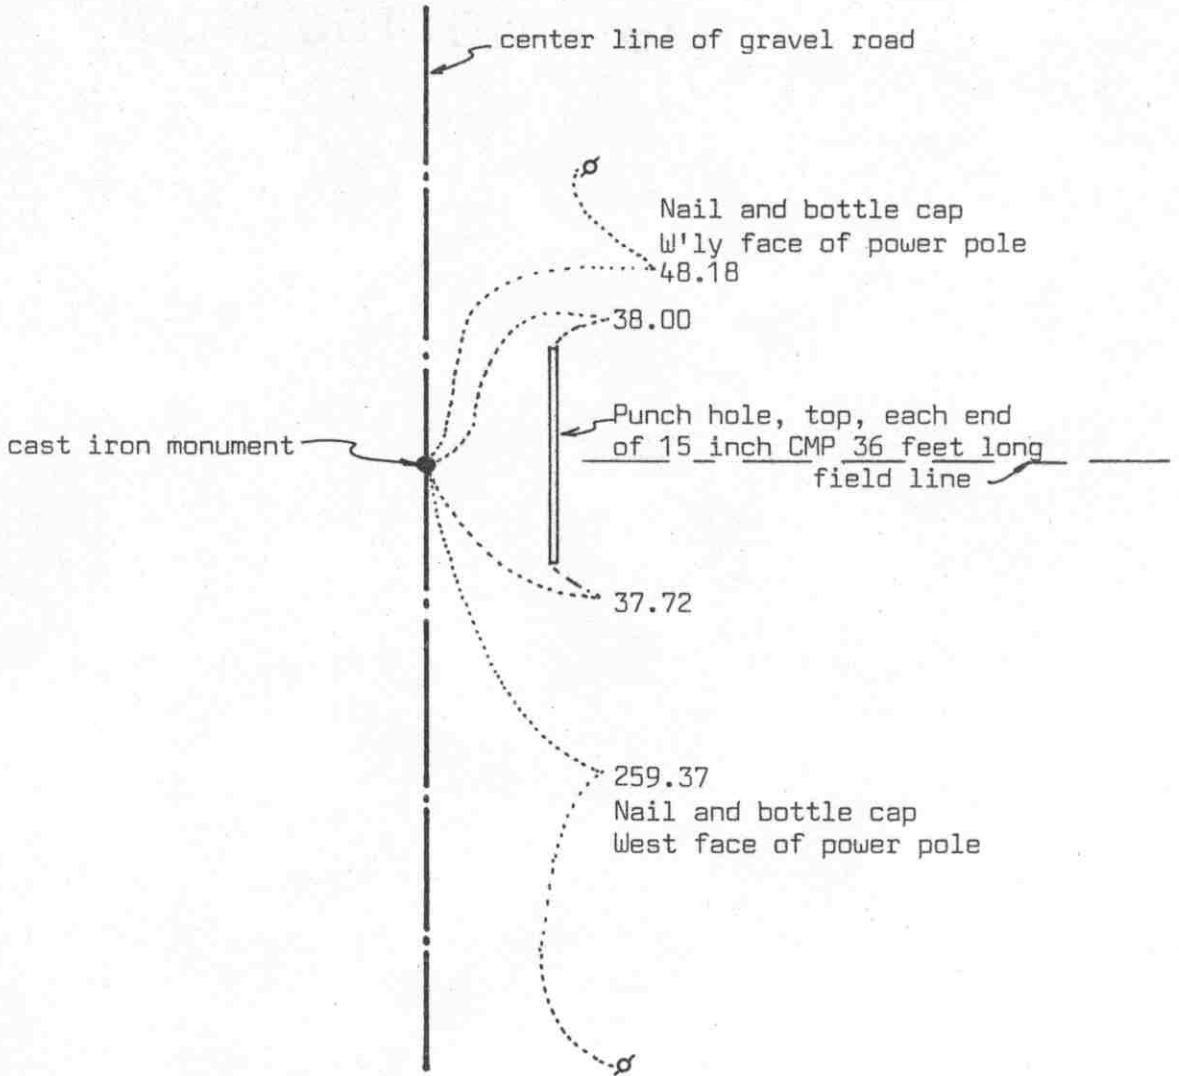 center line of gravel road
Nail and bottle cap
W'ly face of power pole
48.18
38.00
Punch hole, top, each end
of 15 inch CMP 36 feet long
cast iron monument
field line
37.72
259.37
Nail and bottle cap
West face of power pole